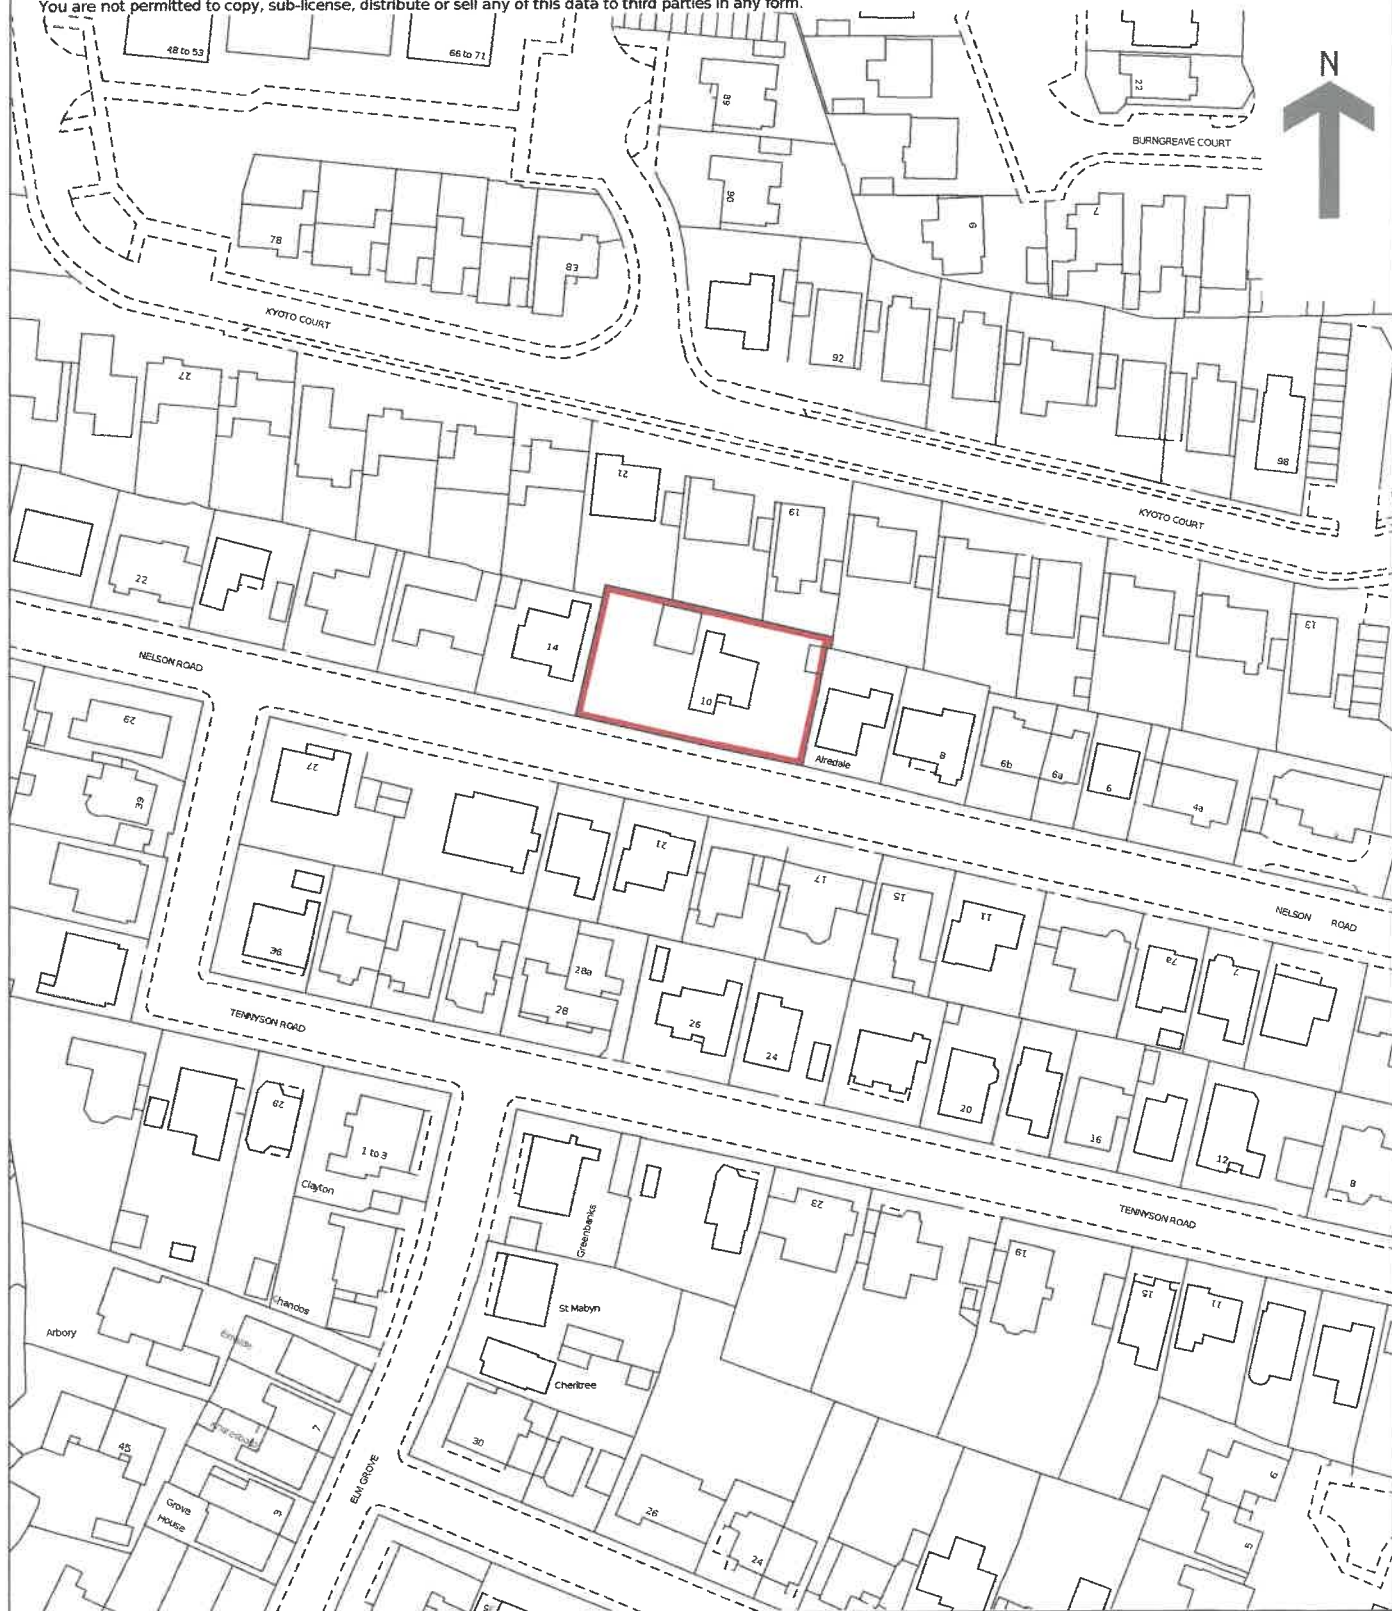 You are not permitted to copy, sub-license, distribute or sell any of this data to third parties in any form.
48 to 53
66 to 71
N
89
22
BURNGREAVE COURT
90
78
83
9
7
KYOTO COURT
92
27
98
21
19
KYOTO COURT
22
14
13
NELSON ROAD
10
Airedale
8
6b
6a
6
4a
29
27
39
21
17
15
11
NELSON ROAD
36
28a
28
7a
7
TENNYSON ROAD
26
24
20
16
12
8
29
1 to 3
Clayton
TENNYSON ROAD
Greenbanks
23
19
Chandos
St Mabyn
15
11
Arbory
Cheritree
7
45
30
9
ELM GROVE
Grove
House
3
26
5
24